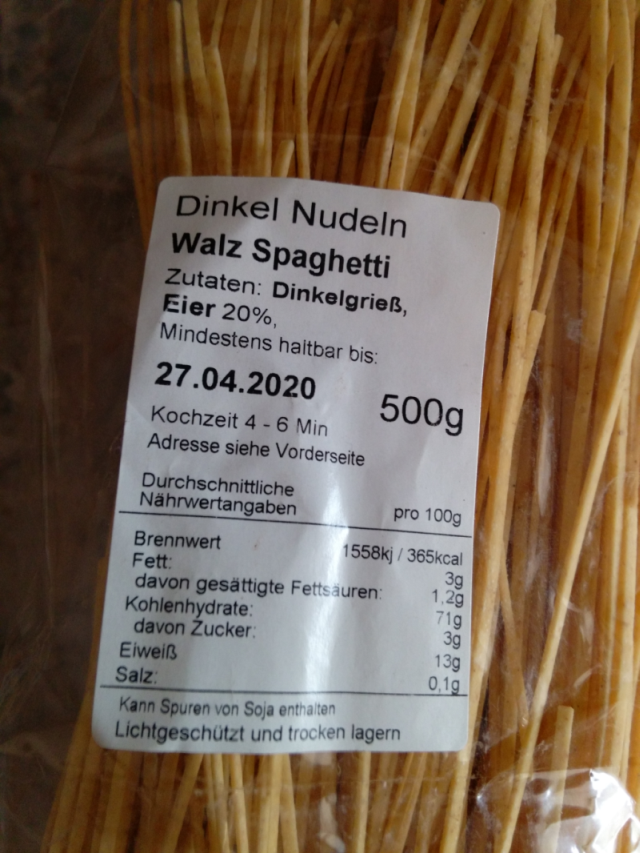 Dinkel Nudeln
Walz Spaghetti
Zutaten: Dinkelgrieß,
Eier 20%,
Mindestens haltbar bis:
27.04.2020
500g
Kochzeit 4 - 6 Min
Adresse siehe Vorderseite
Durchschnittliche
Nährwertangaben pro 100g
Brennwert 1558kj / 365kcal
Fett: 3g
davon gesättigte Fettsäuren: 1,2g
Kohlenhydrate: 71g
davon Zucker: 3g
Eiweiß 13g
Salz: 0,1g
Kann Spuren von Soja enthalten
Lichtgeschützt und trocken lagern